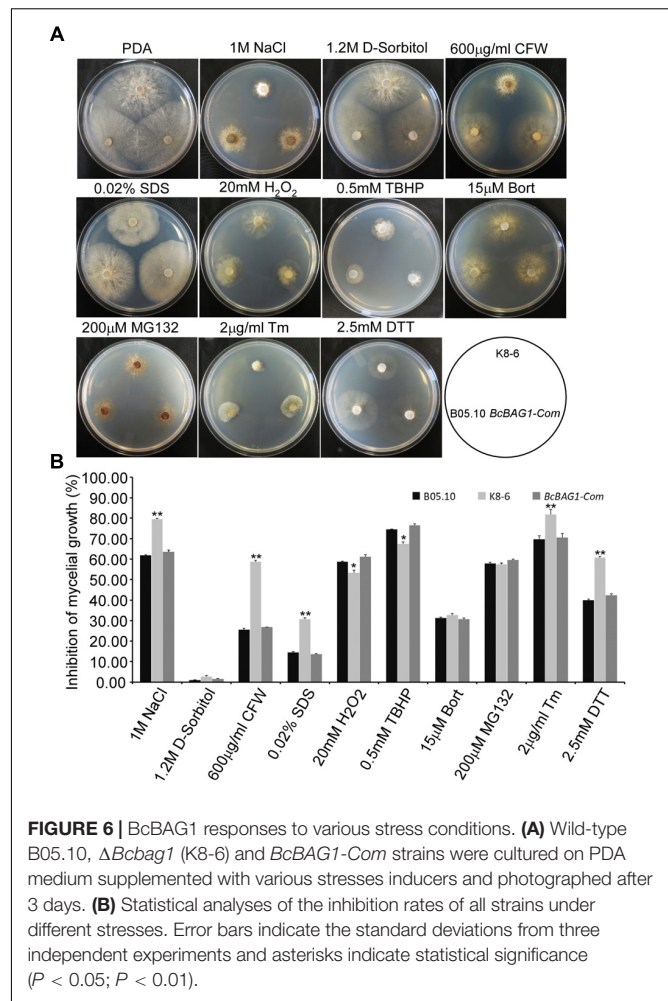 A
PDA 1M NaCl 1.2M D-Sorbitol 600µg/ml CFW
0.02% SDS 20mM H₂O₂ 0.5mM TBHP 15µM Bort
200µM MG132 2µg/ml Tm 2.5mM DTT
K8-6
B05.10 BcBAG1-Com
B
Inhibition of mycelial growth (%)
100.00
90.00
80.00
70.00
60.00
50.00
40.00
30.00
20.00
10.00
0.00
B05.10 K8-6 BcBAG1-Com
** ** ** * * ** **
1M NaCl
1.2M D-Sorbitol
600µg/ml CFW
0.02% SDS
20mM H2O2
0.5mM TBHP
15µM Bort
200µM MG132
2µg/ml Tm
2.5mM DTT
FIGURE 6 | BcBAG1 responses to various stress conditions. (A) Wild-type
B05.10, ΔBcbag1 (K8-6) and BcBAG1-Com strains were cultured on PDA
medium supplemented with various stresses inducers and photographed after
3 days. (B) Statistical analyses of the inhibition rates of all strains under
different stresses. Error bars indicate the standard deviations from three
independent experiments and asterisks indicate statistical significance
(P < 0.05; P < 0.01).